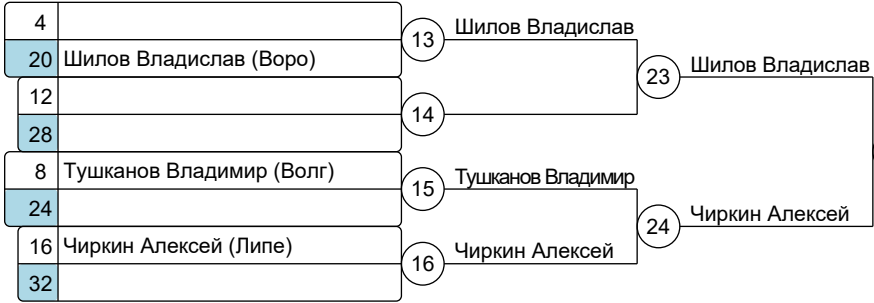 4
20 Шилов Владислав (Воро)
12
28
8 Тушканов Владимир (Волг)
24
16 Чиркин Алексей (Липе)
32
13 Шилов Владислав
14
15 Тушканов Владимир
16 Чиркин Алексей
23 Шилов Владислав
24 Чиркин Алексей